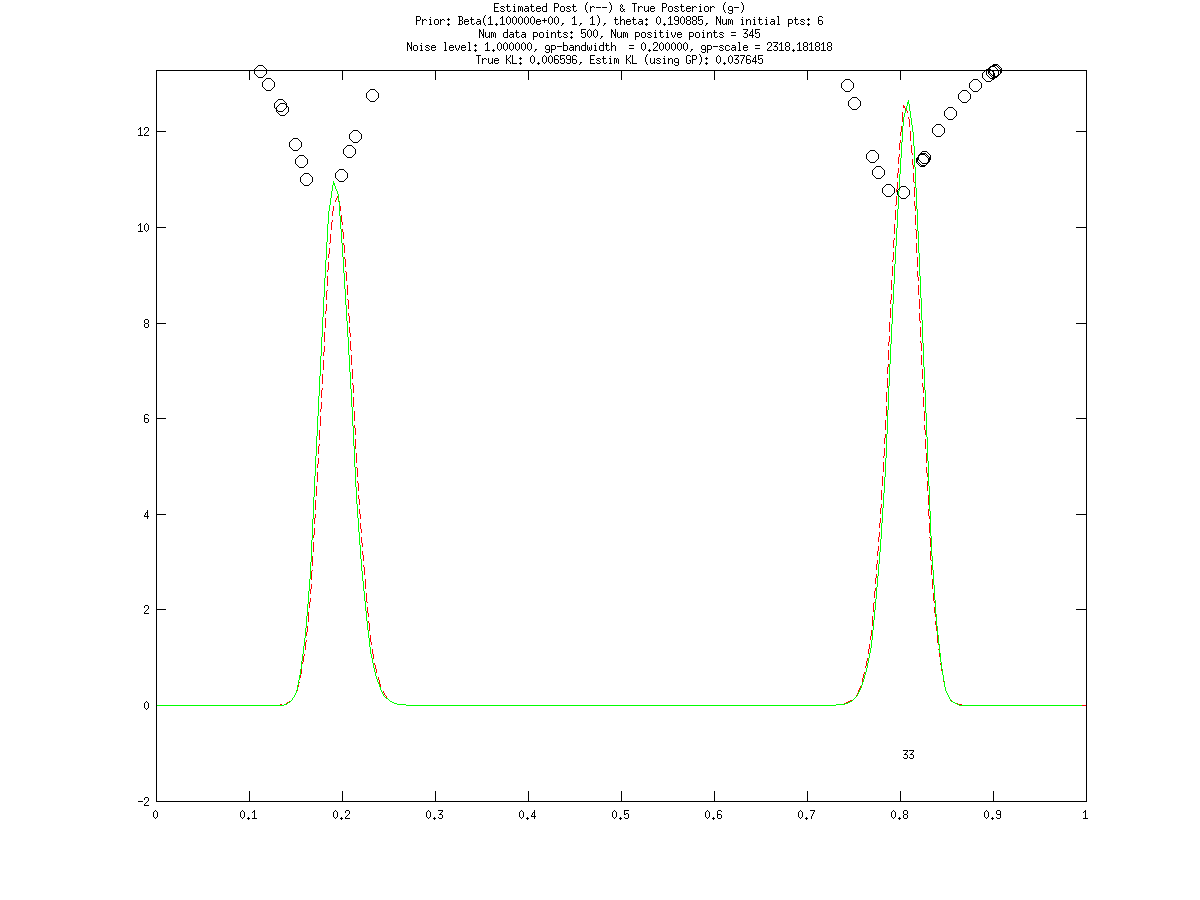 Estimated Post (r--) & True Posterior (g-)
Prior: Beta(1.100000e+00, 1, 1), theta: 0.190885, Num initial pts: 6
Num data points: 500, Num positive points = 345
Noise level: 1.000000, gp-bandwidth  = 0.200000, gp-scale = 2318.181818
True KL: 0.006596, Estim KL (using GP): 0.037645
12
10
8
6
4
2
0
33
-2
0 0.1 0.2 0.3 0.4 0.5 0.6 0.7 0.8 0.9 1